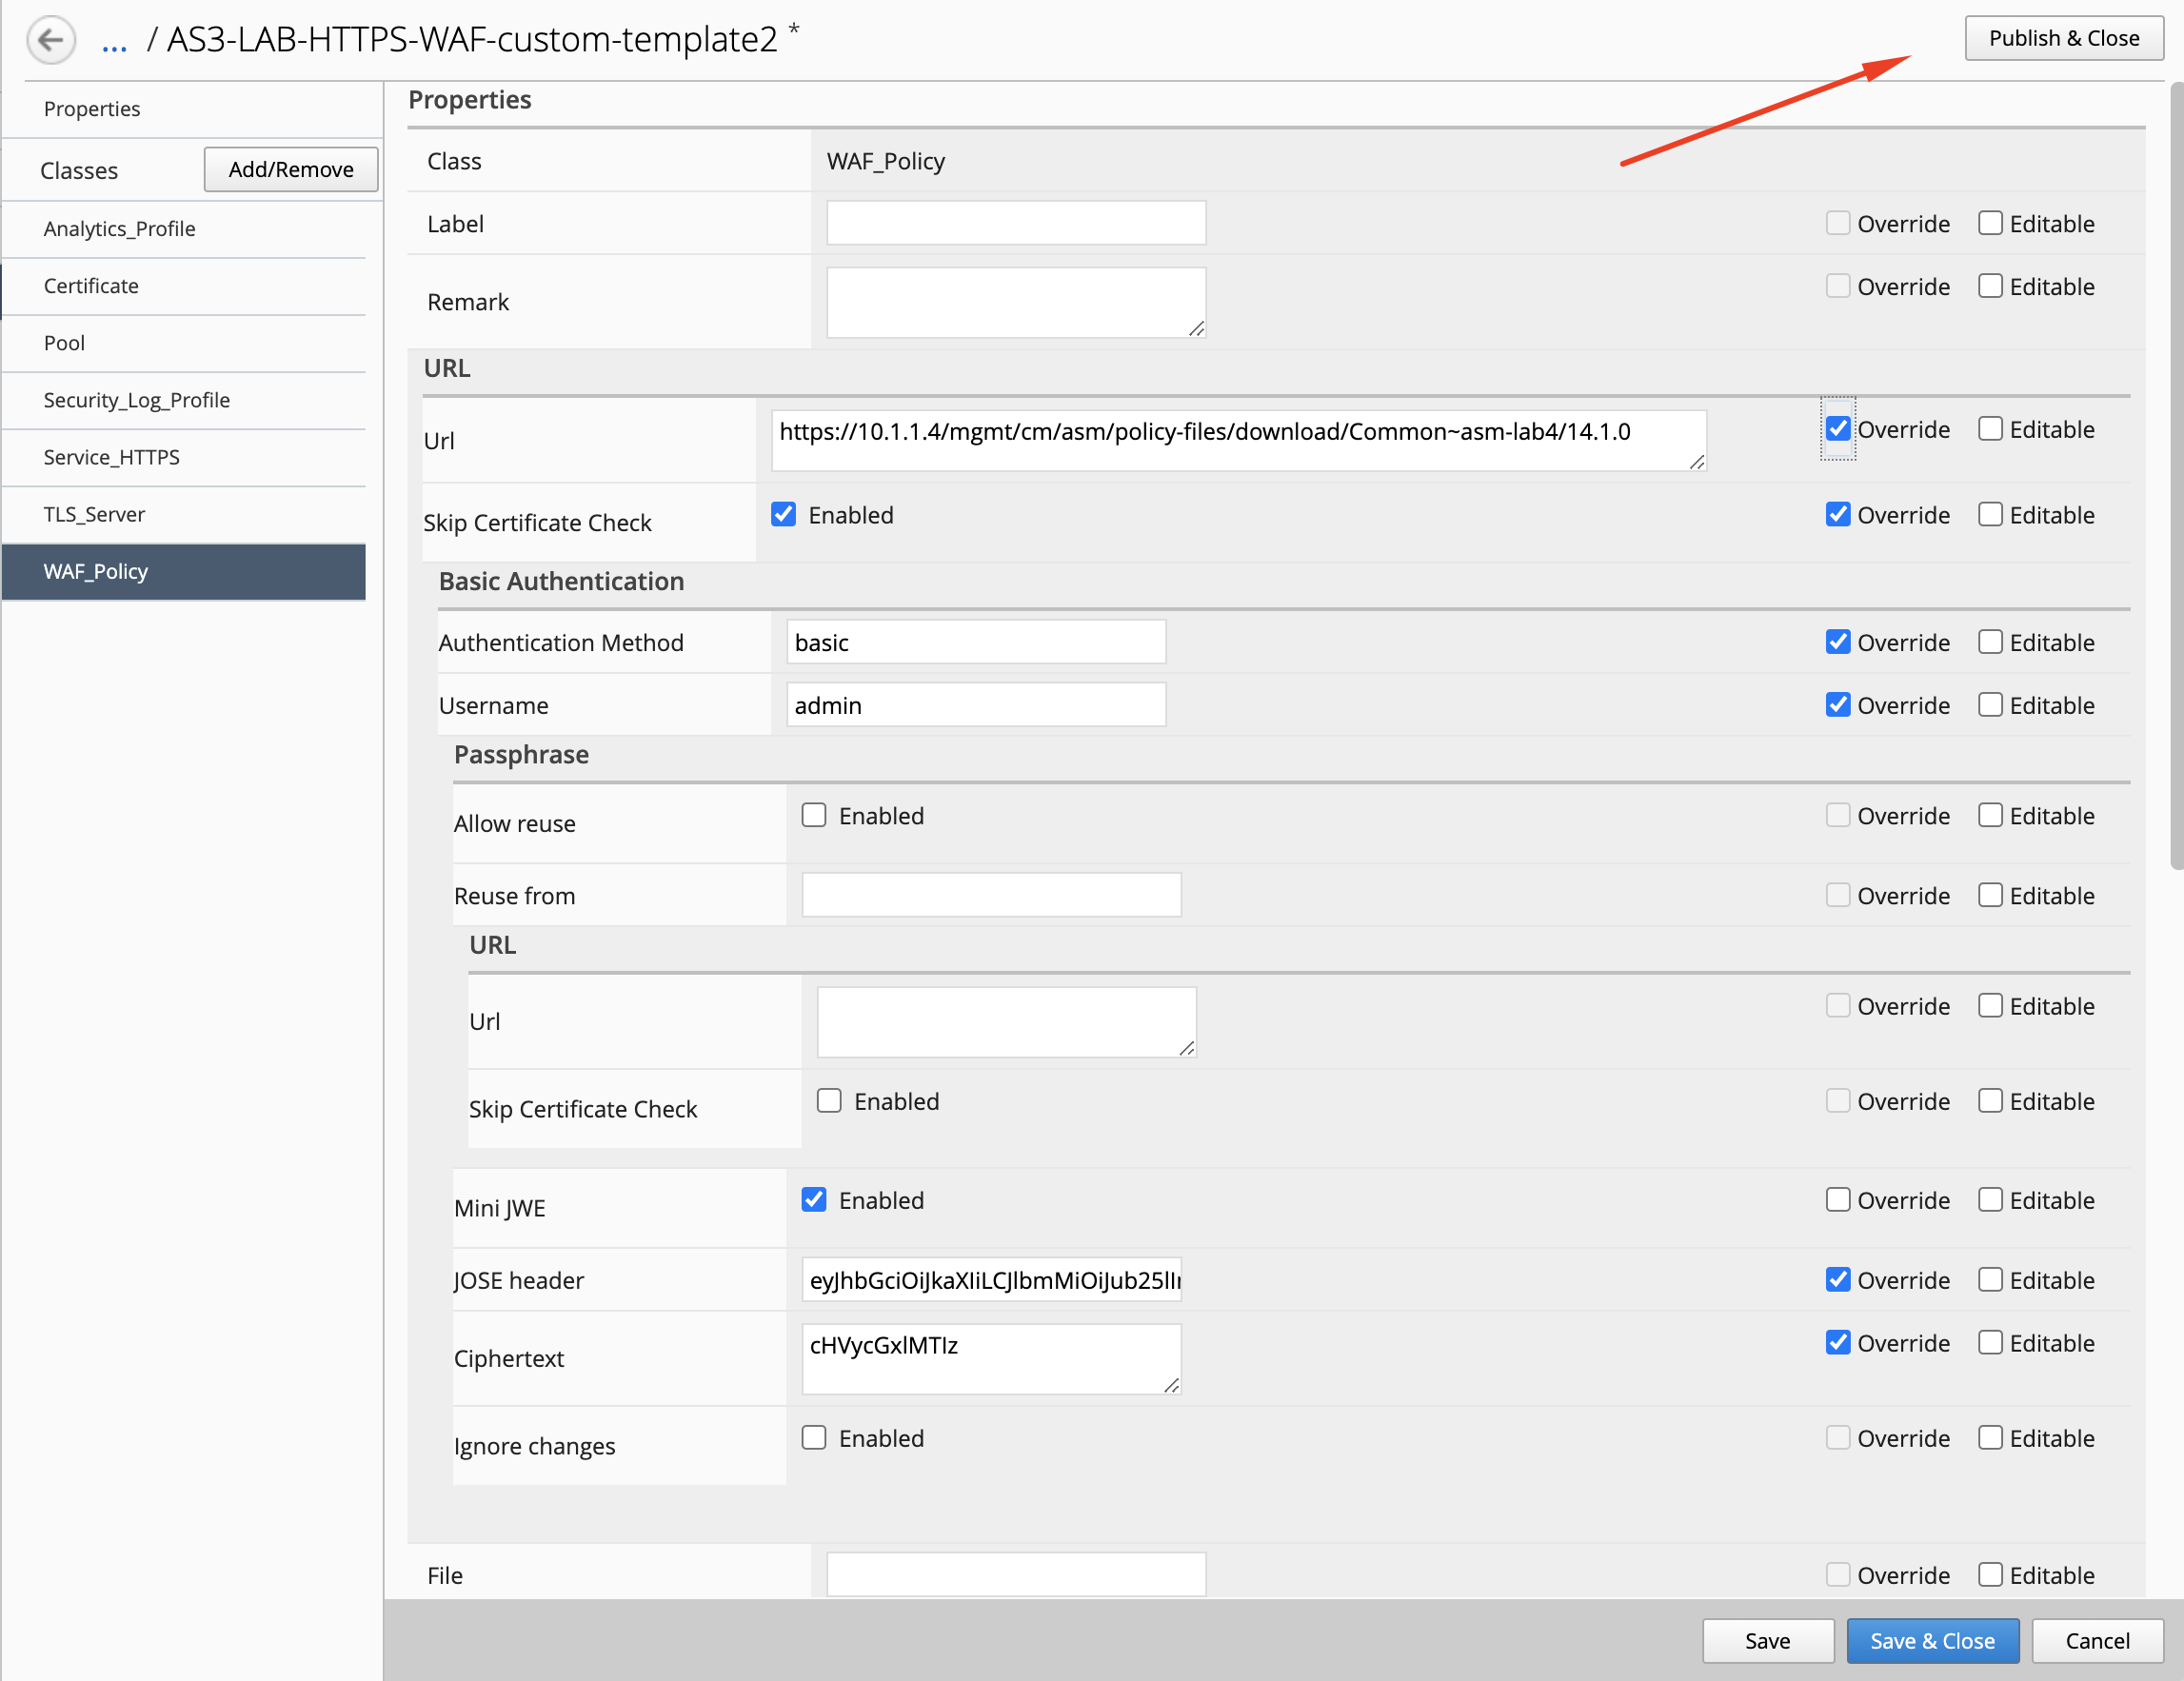 ... / AS3-LAB-HTTPS-WAF-custom-template2 *
Publish & Close
Properties
Classes Add/Remove
Analytics_Profile
Certificate
Pool
Security_Log_Profile
Service_HTTPS
TLS_Server
WAF_Policy
Properties
Class WAF_Policy
Label Override Editable
Remark Override Editable
URL
Url https://10.1.1.4/mgmt/cm/asm/policy-files/download/Common~asm-lab4/14.1.0 Override Editable
Skip Certificate Check Enabled Override Editable
Basic Authentication
Authentication Method basic Override Editable
Username admin Override Editable
Passphrase
Allow reuse Enabled Override Editable
Reuse from Override Editable
URL
Url Override Editable
Skip Certificate Check Enabled Override Editable
Mini JWE Enabled Override Editable
JOSE header Override Editable
Ciphertext cHVycGxlMTIz Override Editable
Ignore changes Enabled Override Editable
File Override Editable
Save Save & Close Cancel